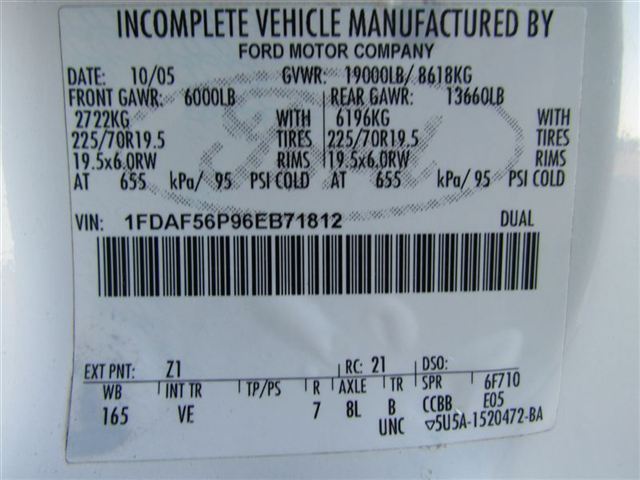 INCOMPLETE VEHICLE MANUFACTURED BY
FORD MOTOR COMPANY
DATE: 10/05 GVWR: 19000LB/ 8618KG
FRONT GAWR: 6000LB REAR GAWR: 13660LB
2722KG WITH 6196KG WITH
225/70R19.5 TIRES 225/70R19.5 TIRES
19.5x6.0RW RIMS 19.5x6.0RW RIMS
AT 655 kPa/ 95 PSI COLD AT 655 kPa/ 95 PSI COLD
VIN: 1FDAF56P96EB71812 DUAL
EXT PNT: Z1 RC: 21 DSO:
WB INT TR TP/PS R AXLE TR SPR 6F710
165 VE 7 8L B CCBB E05
UNC ▽5U5A-1520472-BA